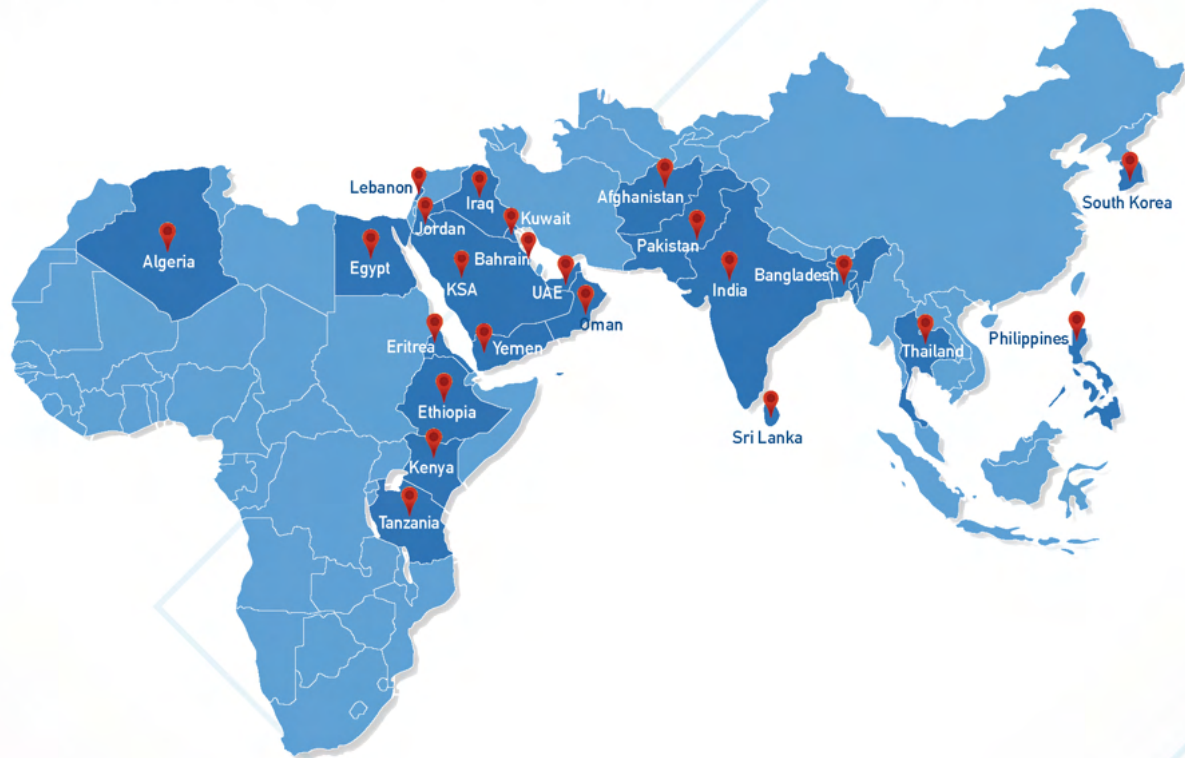 Lebanon
Iraq
Afghanistan
South Korea
Jordan
Kuwait
Pakistan
Algeria
Egypt
Bahrain
Bangladesh
KSA
UAE
India
Oman
Eritrea
Yemen
Philippines
Thailand
Ethiopia
Sri Lanka
Kenya
Tanzania